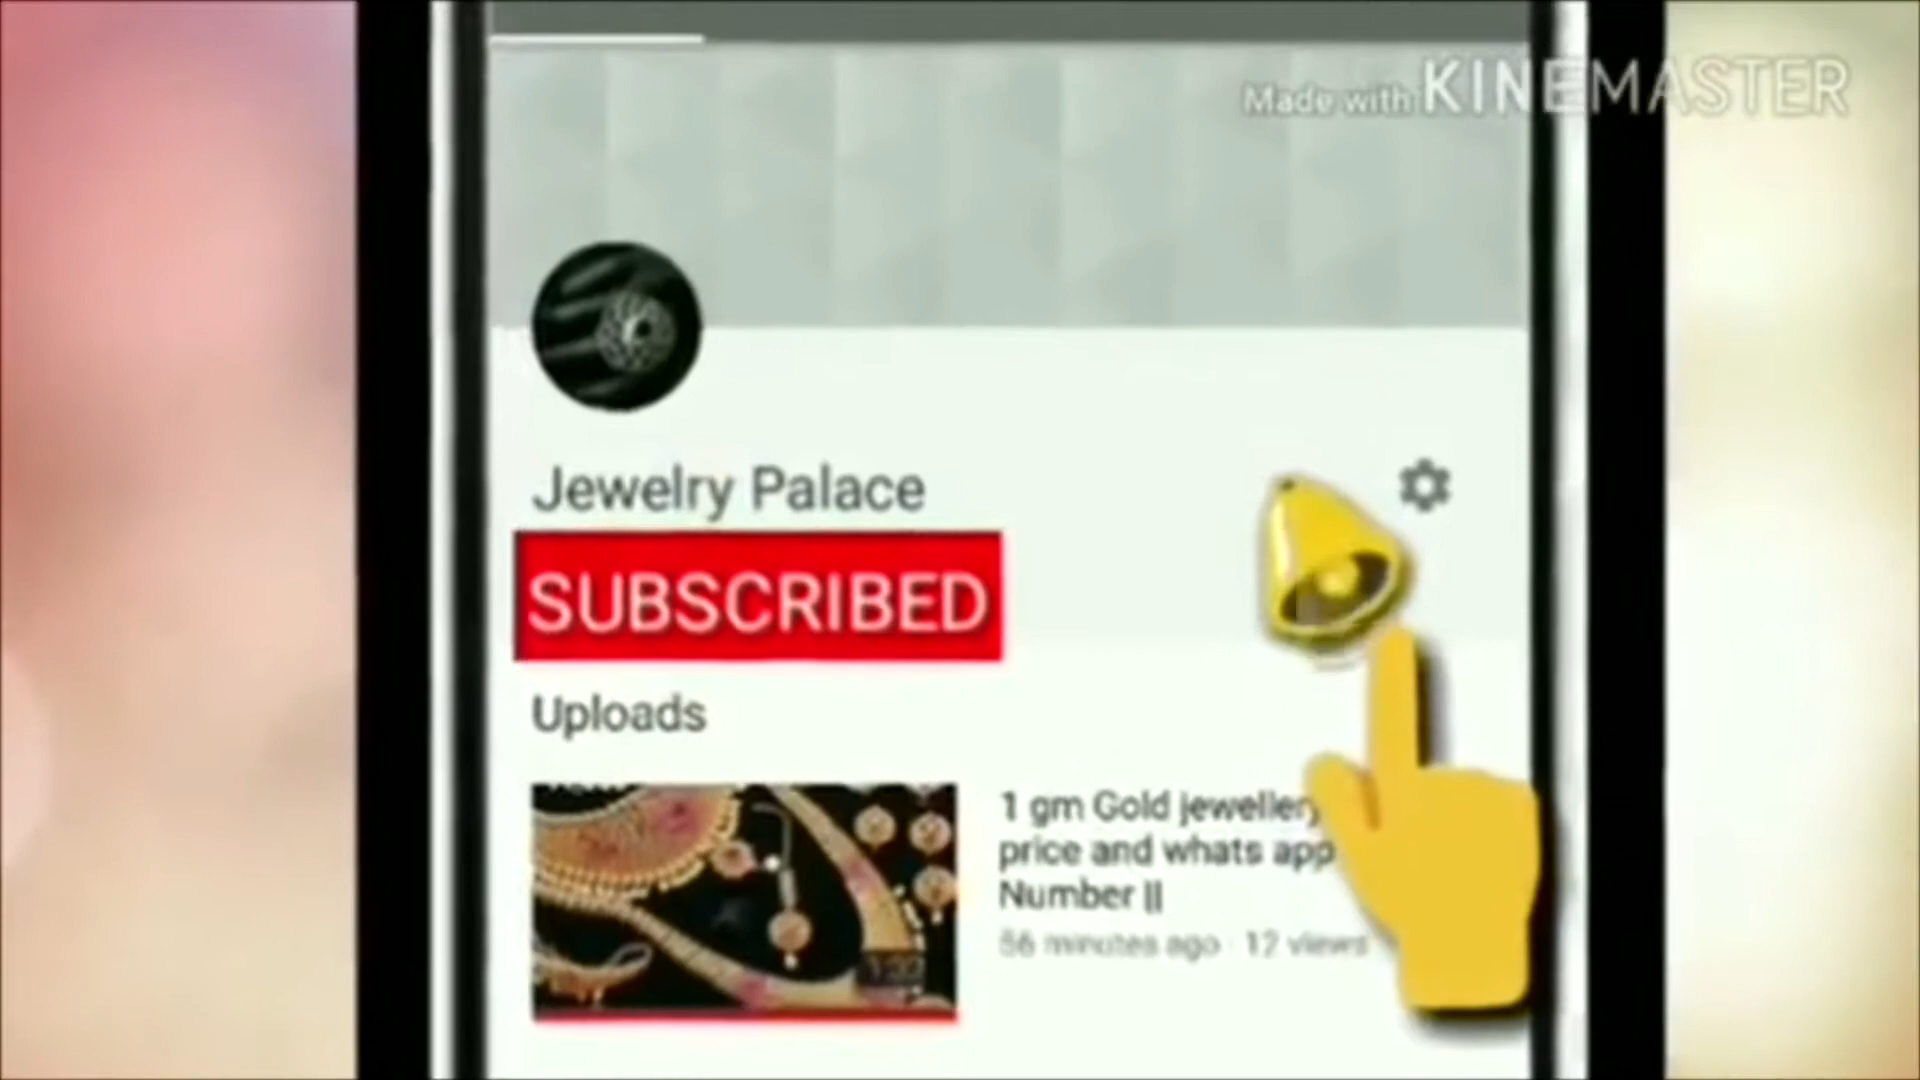 Made with KINEMASTER
Jewelry Palace
SUBSCRIBED
Uploads
1 gm Gold jewellery
price and whats app
Number ||
56 minutes ago · 12 views